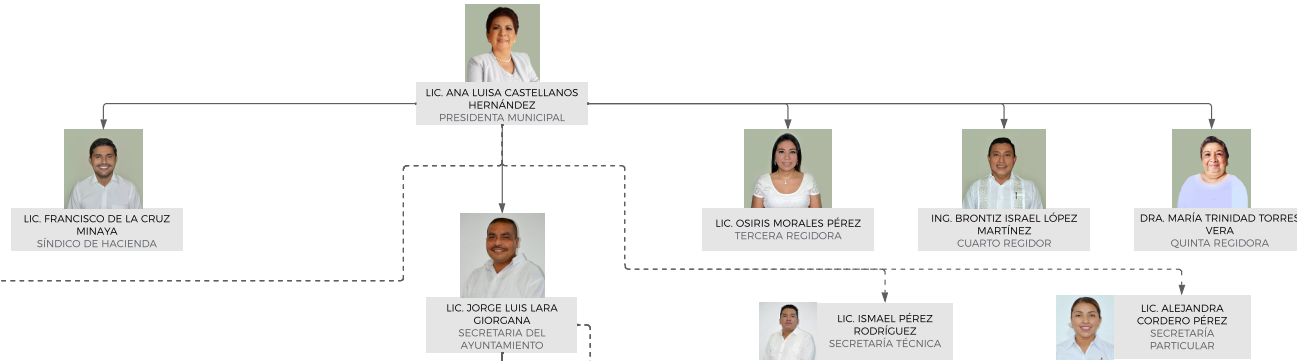 LIC. ANA LUISA CASTELLANOS
HERNÁNDEZ
PRESIDENTA MUNICIPAL
LIC. FRANCISCO DE LA CRUZ
MINAYA
SÍNDICO DE HACIENDA
LIC. OSIRIS MORALES PÉREZ
TERCERA REGIDORA
ING. BRONTIZ ISRAEL LÓPEZ
MARTÍNEZ
CUARTO REGIDOR
DRA. MARÍA TRINIDAD TORRES
VERA
QUINTA REGIDORA
LIC. JORGE LUIS LARA
GIORGANA
SECRETARIA DEL
AYUNTAMIENTO
LIC. ISMAEL PÉREZ
RODRÍGUEZ
SECRETARÍA TÉCNICA
LIC. ALEJANDRA
CORDERO PÉREZ
SECRETARÍA
PARTICULAR